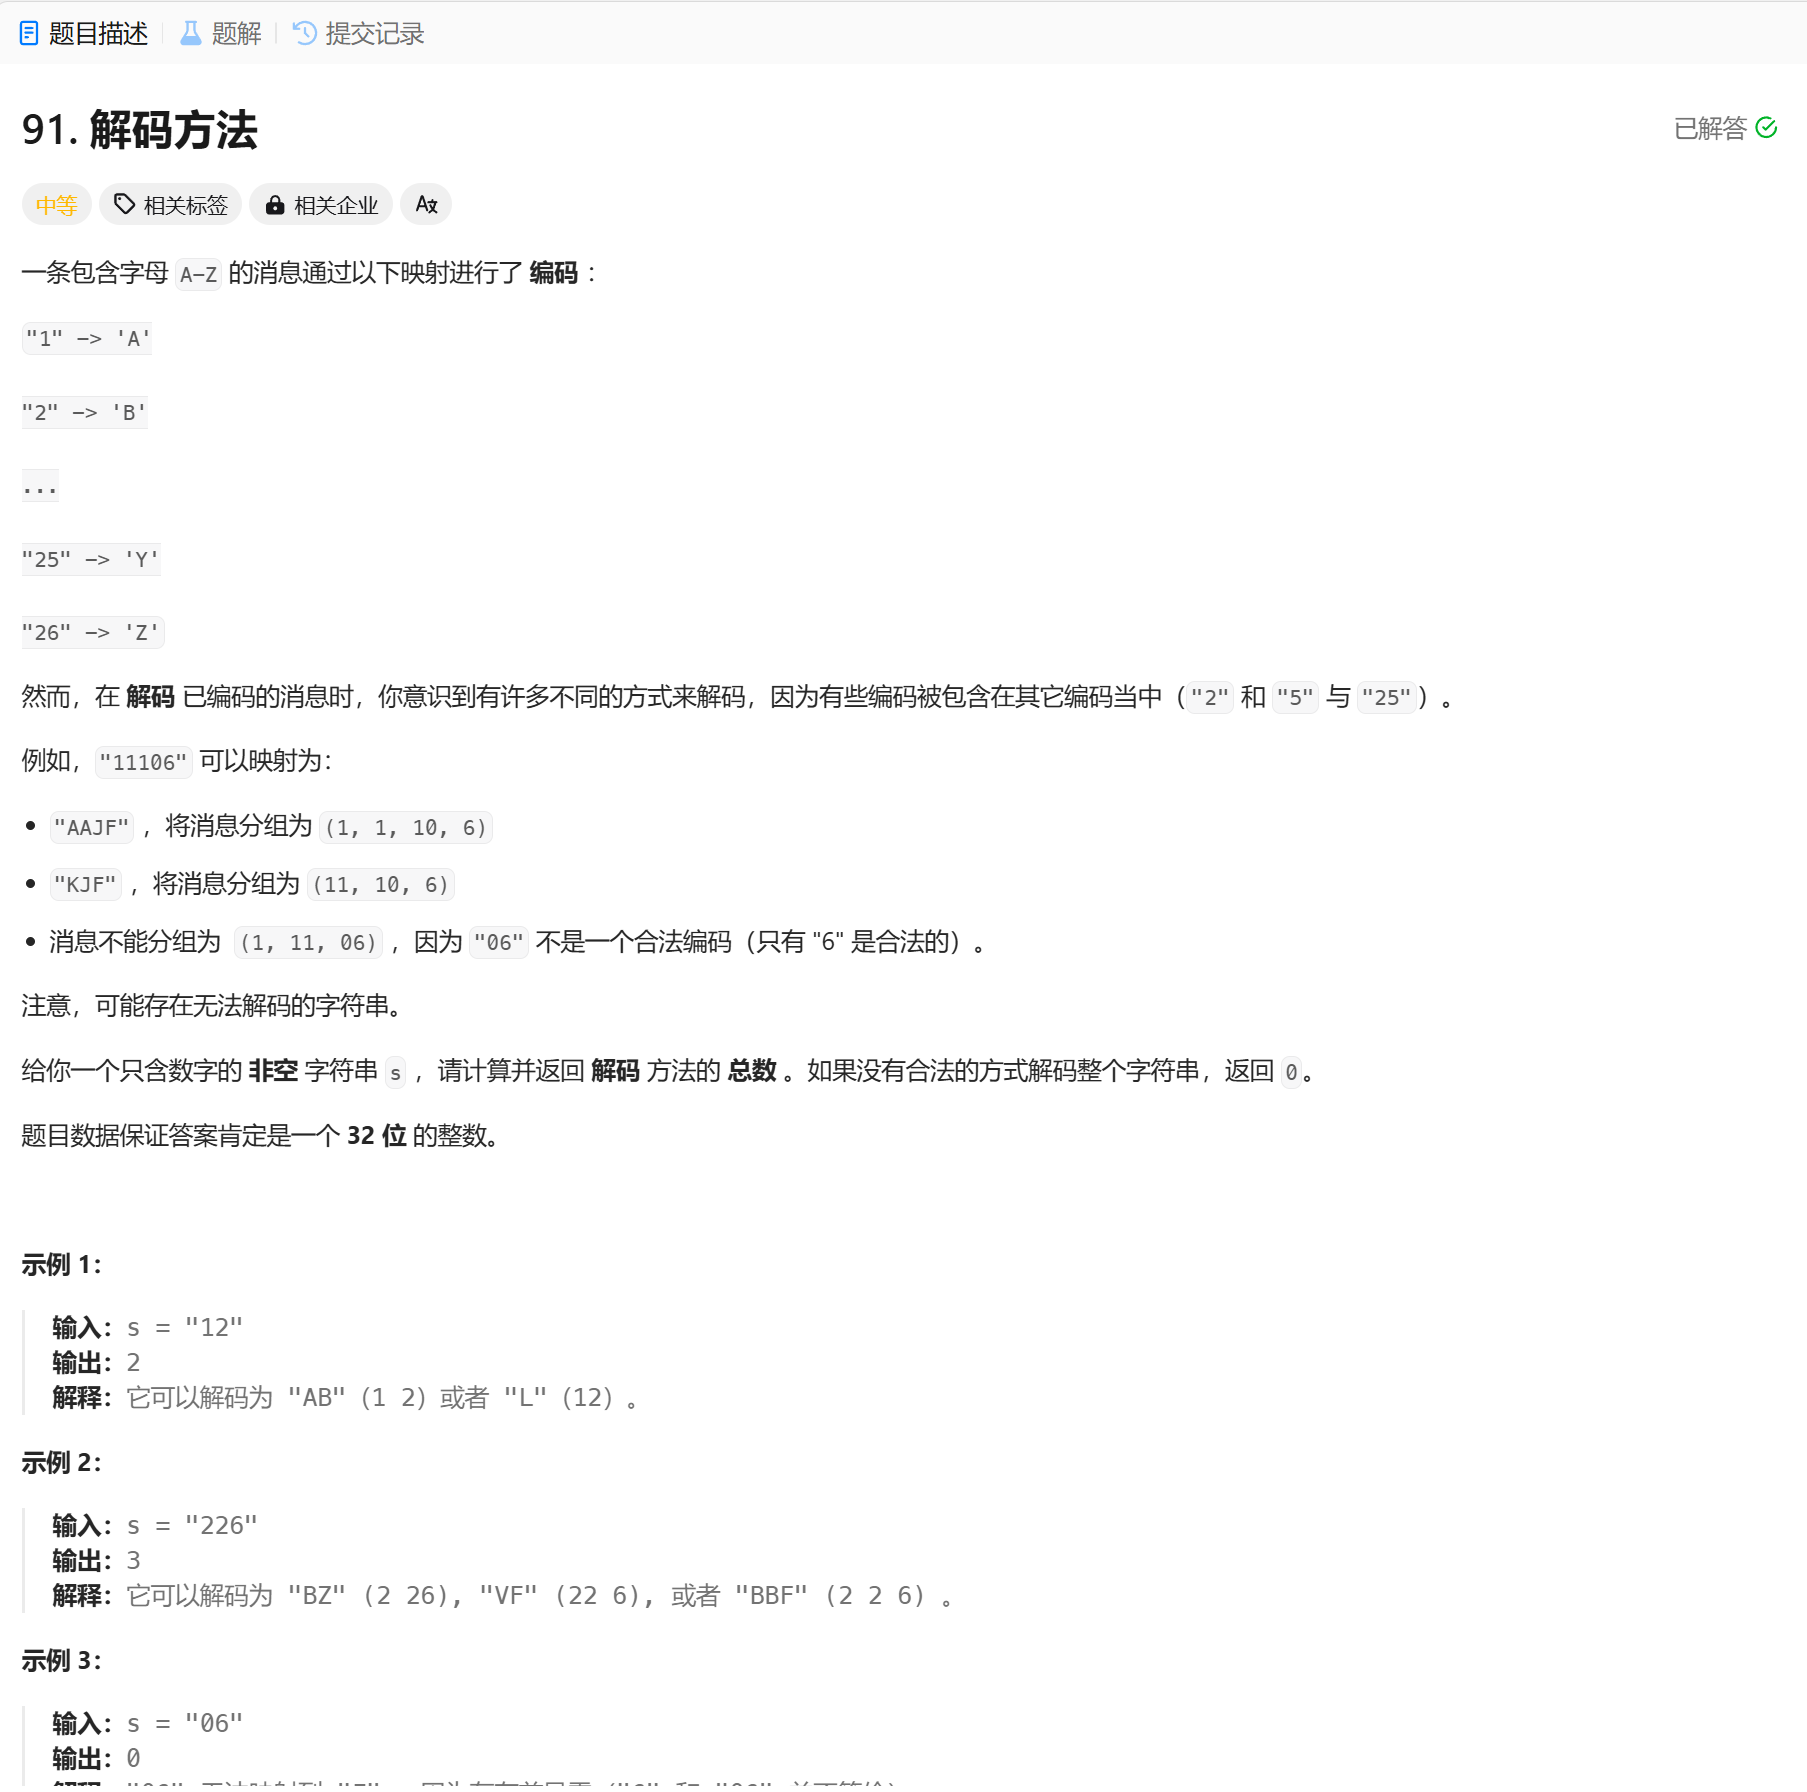 题目描述 题解 提交记录
91. 解码方法
已解答
中等 相关标签 相关企业 Ax
一条包含字母 A-Z 的消息通过以下映射进行了 编码 ：
"1" -> 'A'
"2" -> 'B'
...
"25" -> 'Y'
"26" -> 'Z'
然而，在 解码 已编码的消息时，你意识到有许多不同的方式来解码，因为有些编码被包含在其它编码当中（"2" 和 "5" 与 "25"）。
例如，"11106" 可以映射为：
• "AAJF" ，将消息分组为 (1, 1, 10, 6)
• "KJF" ，将消息分组为 (11, 10, 6)
• 消息不能分组为 (1, 11, 06) ，因为 "06" 不是一个合法编码（只有 "6" 是合法的）。
注意，可能存在无法解码的字符串。
给你一个只含数字的 非空 字符串 s ，请计算并返回 解码 方法的 总数 。如果没有合法的方式解码整个字符串，返回 0。
题目数据保证答案肯定是一个 32 位 的整数。
示例 1：
输入：s = "12"
输出：2
解释：它可以解码为 "AB"（1 2）或者 "L"（12）。
示例 2：
输入：s = "226"
输出：3
解释：它可以解码为 "BZ" (2 26), "VF" (22 6), 或者 "BBF" (2 2 6) 。
示例 3：
输入：s = "06"
输出：0